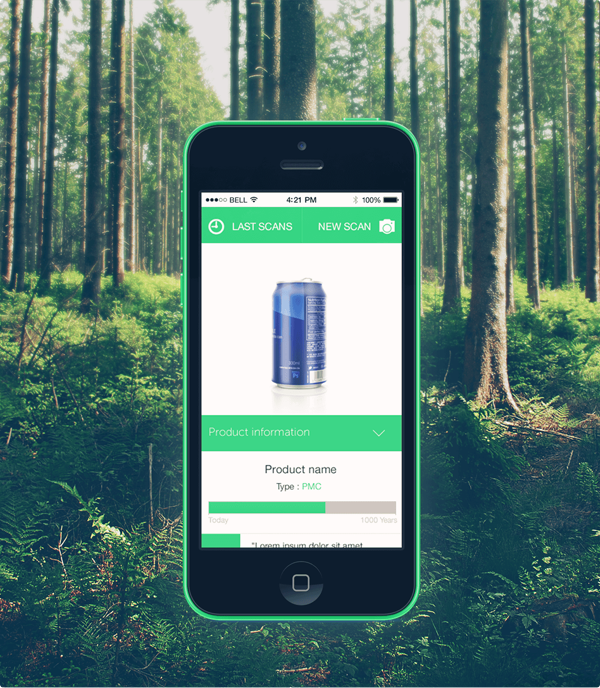 BELL 4:21 PM 100%
LAST SCANS NEW SCAN
Product information
Product name
Type : PMC
Today 1000 Years
"Lorem ipsum dolor sit amet